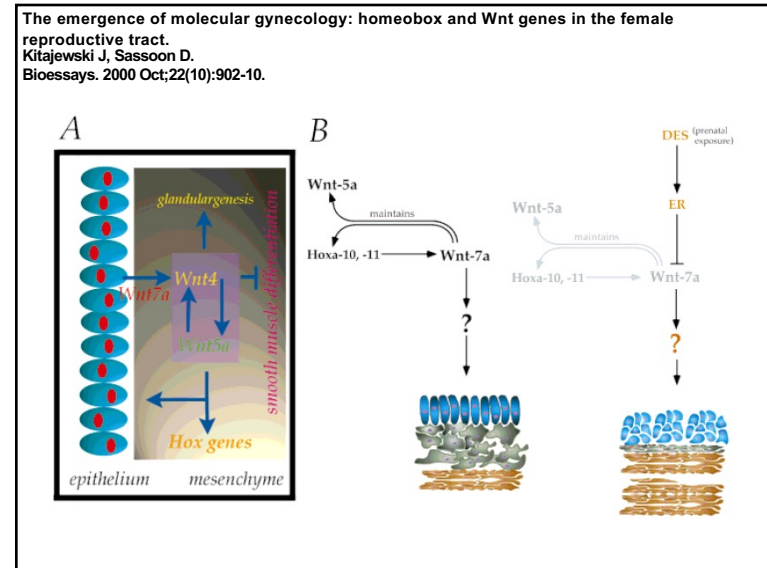 The emergence of molecular gynecology: homeobox and Wnt genes in the female
reproductive tract.
Kitajewski J, Sassoon D.
Bioessays. 2000 Oct;22(10):902-10.
A
glandulargenesis
Wnt7a
Wnt4
Wnt5a
smooth muscle differentiation
Hox genes
epithelium
mesenchyme
B
Wnt-5a
maintains
Hoxa-10, -11
Wnt-7a
?
DES (prenatal
exposure)
ER
Wnt-5a
maintains
Hoxa-10, -11
Wnt-7a
?